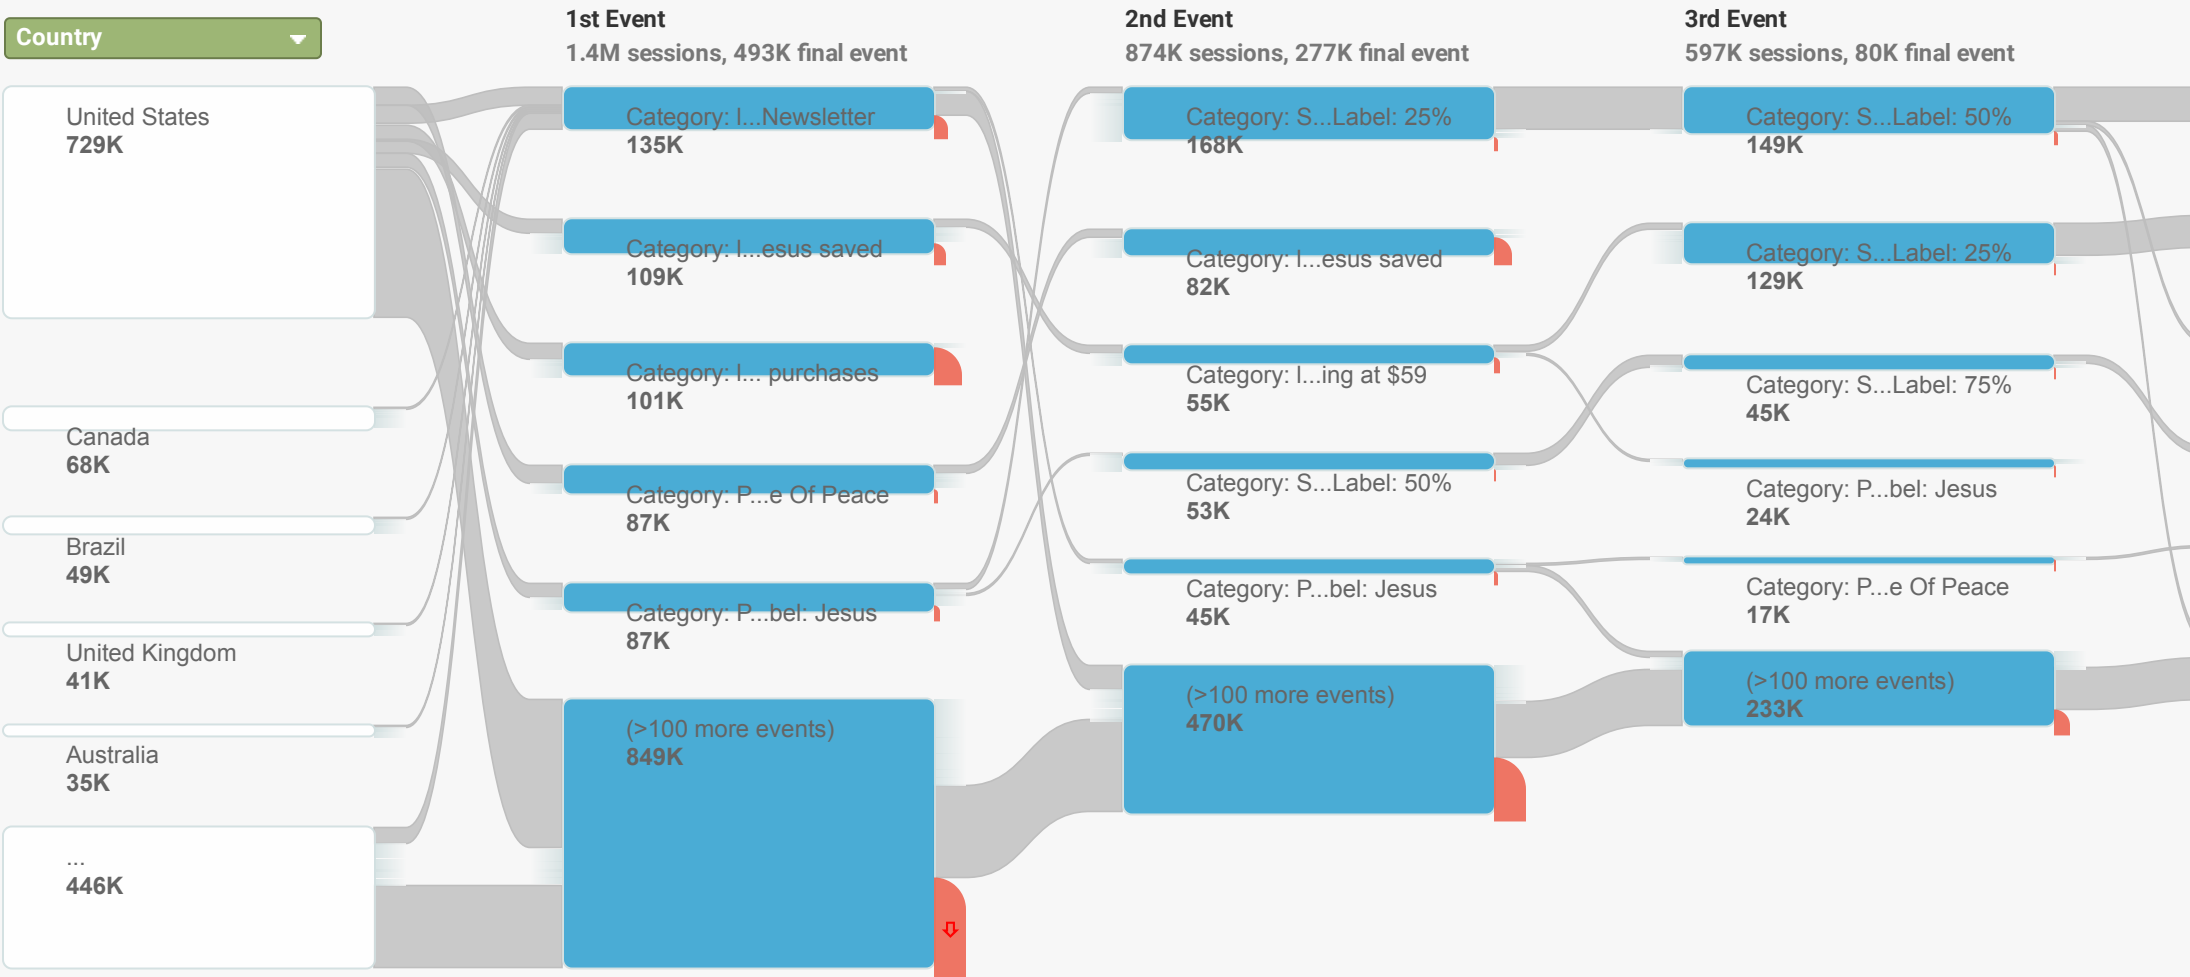 Country
United States
729K
Canada
68K
Brazil
49K
United Kingdom
41K
Australia
35K
...
446K
1st Event
1.4M sessions, 493K final event
Category: I...Newsletter
135K
Category: I...esus saved
109K
Category: I... purchases
101K
Category: P...e Of Peace
87K
Category: P...bel: Jesus
87K
(>100 more events)
849K
2nd Event
874K sessions, 277K final event
Category: S...Label: 25%
168K
Category: I...esus saved
82K
Category: I...ing at $59
55K
Category: S...Label: 50%
53K
Category: P...bel: Jesus
45K
(>100 more events)
470K
3rd Event
597K sessions, 80K final event
Category: S...Label: 50%
149K
Category: S...Label: 25%
129K
Category: S...Label: 75%
45K
Category: P...bel: Jesus
24K
Category: P...e Of Peace
17K
(>100 more events)
233K